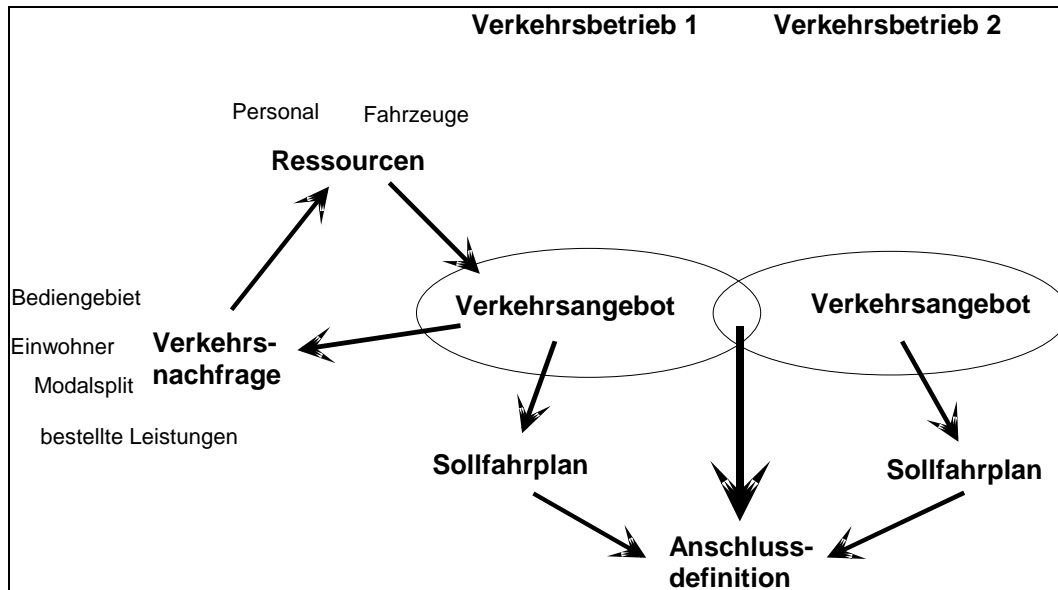 Verkehrsbetrieb 1 Verkehrsbetrieb 2
Personal Fahrzeuge
Ressourcen
Bediengebiet
Einwohner
Modalsplit
bestellte Leistungen
Verkehrs-
nachfrage
Verkehrsangebot
Verkehrsangebot
Sollfahrplan
Sollfahrplan
Anschluss-
definition